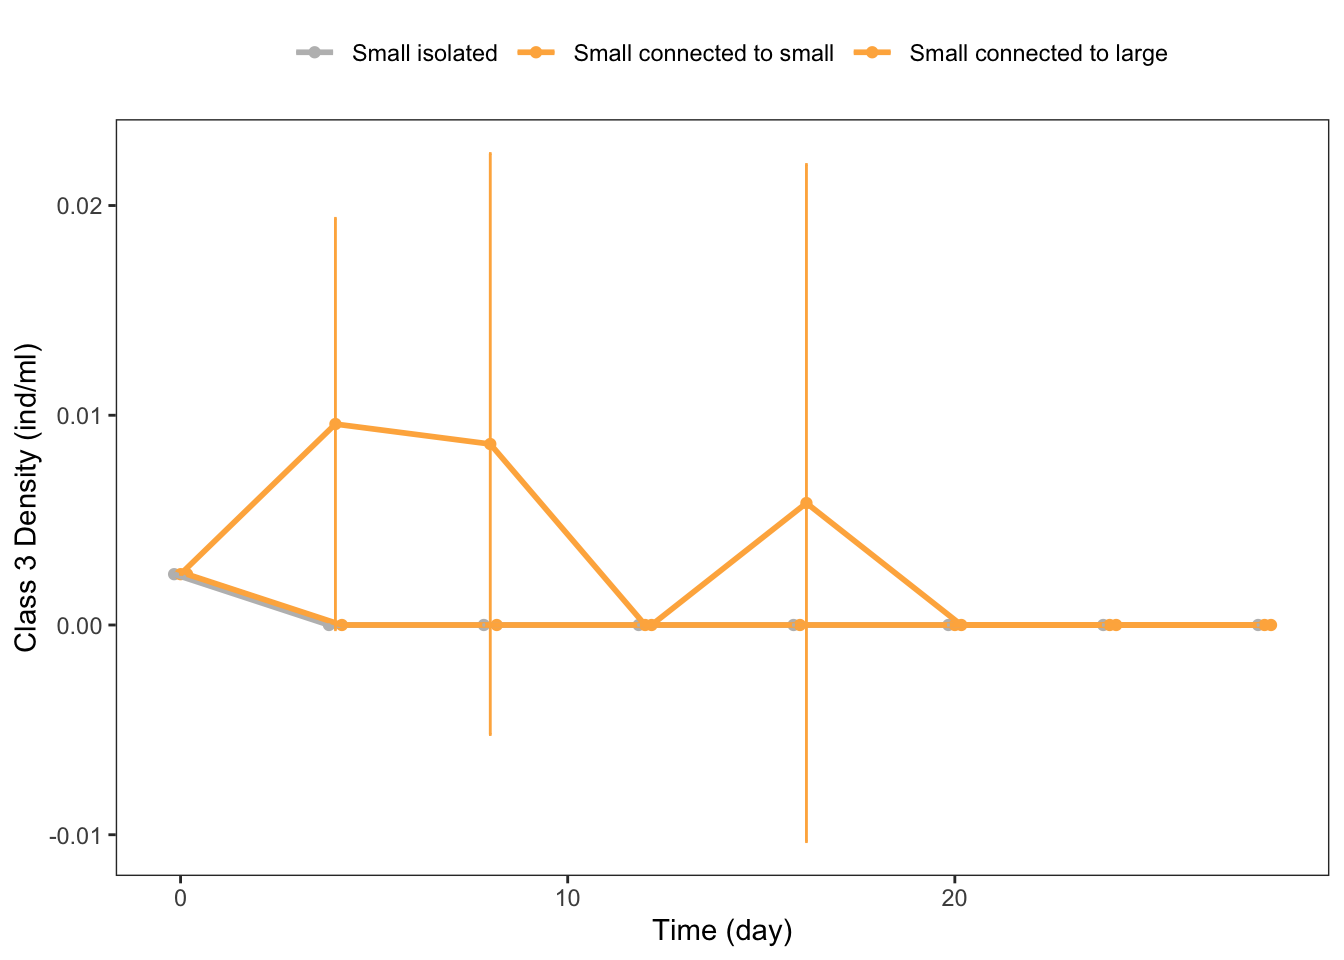 Small isolated Small connected to small Small connected to large
Class 3 Density (ind/ml)
0.02
0.01
0.00
-0.01
0 10 20
Time (day)